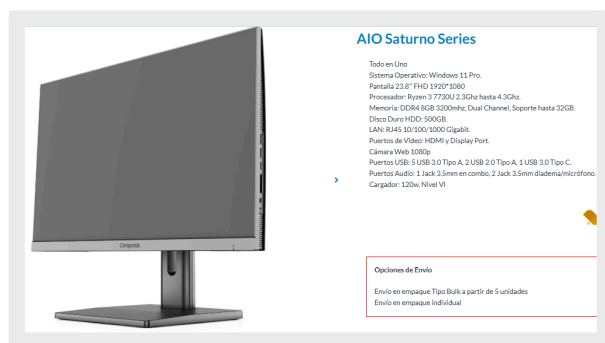 AIO Saturno Series
Todo en Uno
Sistema Operativo: Windows 11 Pro.
Pantalla 23.8" FHD 1920*1080
Procesador: Ryzen 3 7730U 2.3Ghz hasta 4.3Ghz.
Memoria: DDR4 8GB 3200mhz, Dual Channel, Soporte hasta 32GB.
Disco Duro HDD: 500GB.
LAN: RJ45 10/100/1000 Gigabit.
Puertos de Video: HDMI y Display Port.
Cámara Web 1080p
Puertos USB: 5 USB 3.0 Tipo A, 2 USB 2.0 Tipo A, 1 USB 3.0 Tipo C.
Puertos Audio: 1 Jack 3.5mm en combo, 2 Jack 3.5mm diadema/micrófono.
Cargador: 120w, Nivel VI
Computax
Opciones de Envío
Envío en empaque Tipo Bulk a partir de 5 unidades
Envío en empaque individual